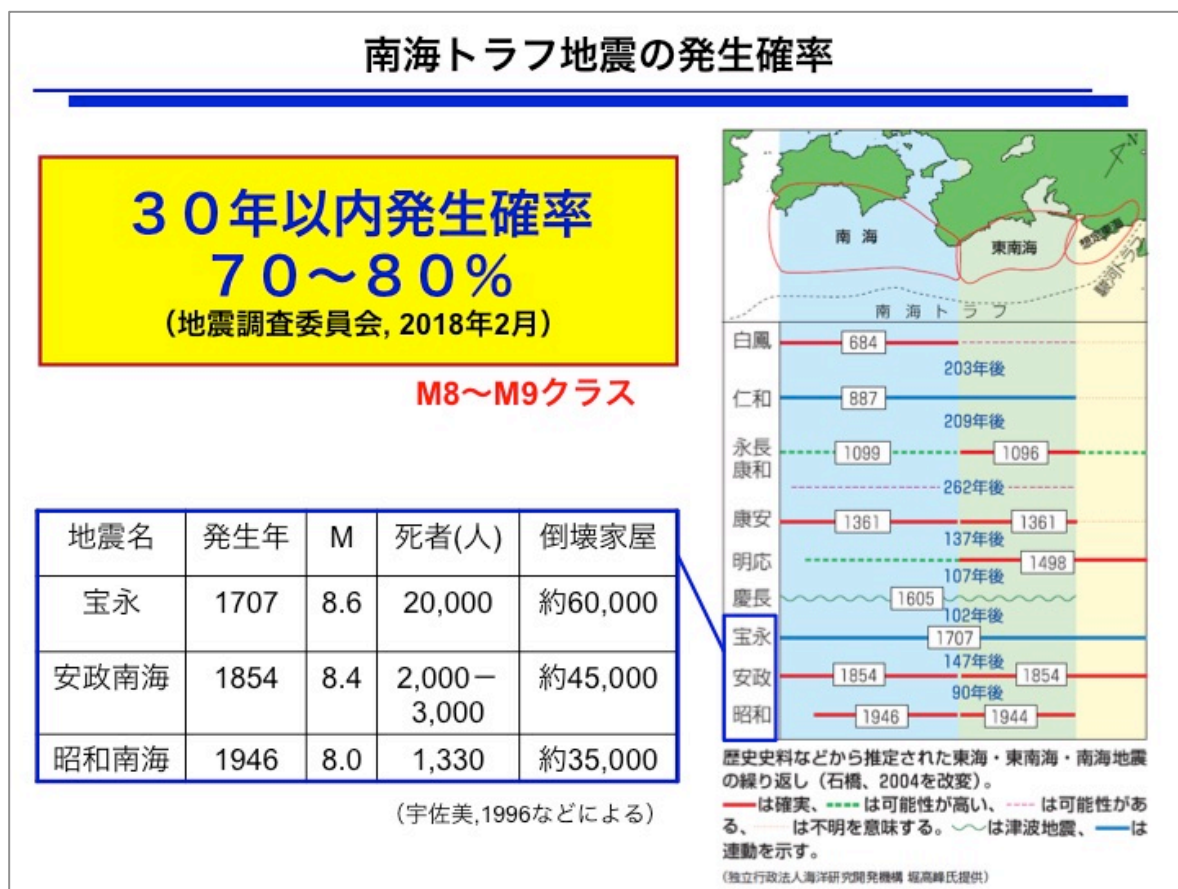 南海トラフ地震の発生確率
３０年以内発生確率
７０～８０％
（地震調査委員会, 2018年2月）
M8～M9クラス
地震名 発生年 M 死者(人) 倒壊家屋
宝永 1707 8.6 20,000 約60,000
安政南海 1854 8.4 2,000－
3,000 約45,000
昭和南海 1946 8.0 1,330 約35,000
（宇佐美,1996などによる）
N
南 海
東南海
想定東海
駿河トラフ
南 海 ト ラ フ
白鳳 684
203年後
仁和 887
209年後
永長
康和 1099 1096
262年後
康安 1361 1361
137年後
明応 1498
107年後
慶長 1605
102年後
宝永 1707
147年後
安政 1854 1854
90年後
昭和 1946 1944
歴史史料などから推定された東海・東南海・南海地震
の繰り返し（石橋、2004を改変）。
は確実、は可能性が高い、は可能性があ
る、は不明を意味する。は津波地震、は
連動を示す。
（独立行政法人海洋研究開発機構 堀高峰氏提供）